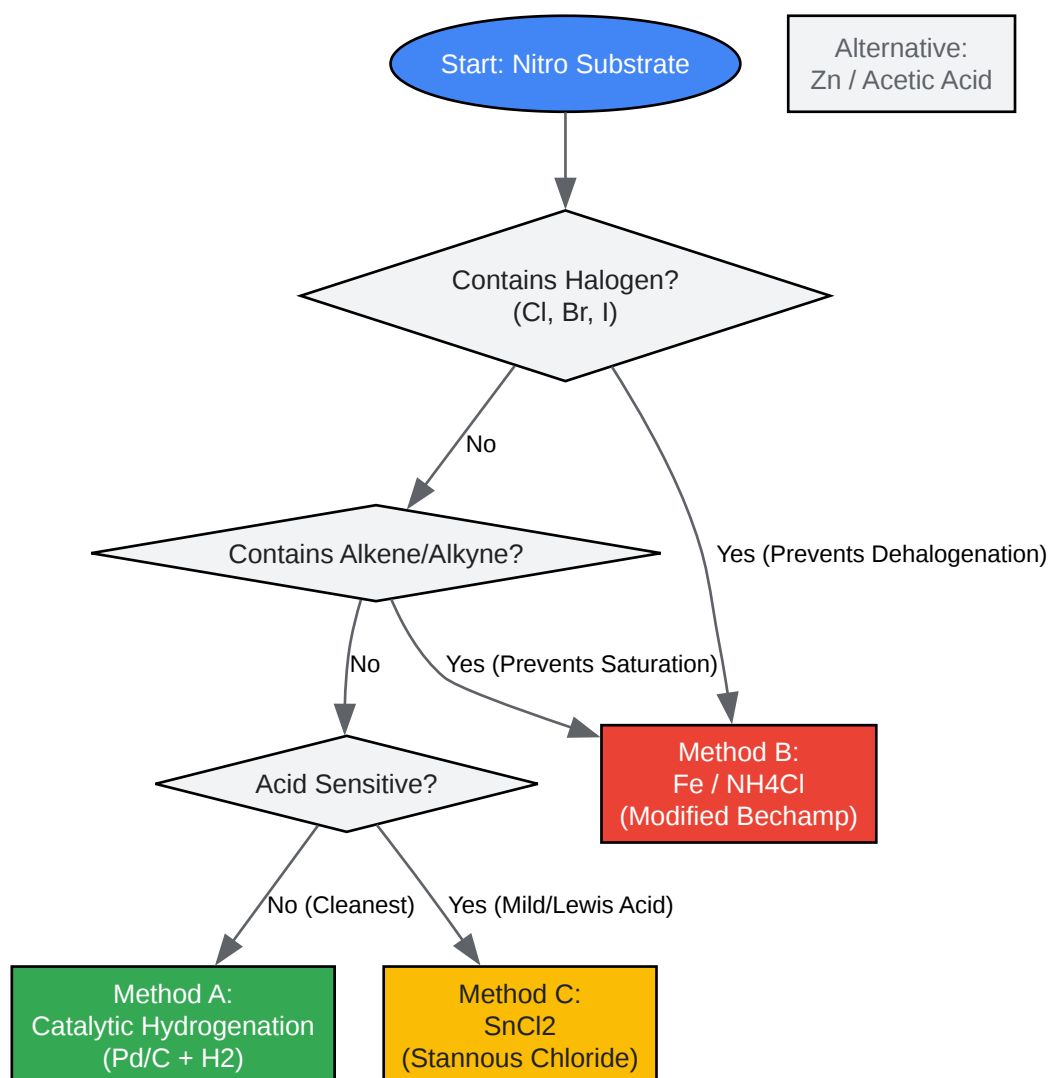 Start: Nitro Substrate
Alternative:
Zn / Acetic Acid
Contains Halogen?
(Cl, Br, I)
No
Yes (Prevents Dehalogenation)
Contains Alkene/Alkyne?
No
Yes (Prevents Saturation)
Method B:
Fe / NH4Cl
(Modified Bechamp)
Acid Sensitive?
No (Cleanest)
Yes (Mild/Lewis Acid)
Method A:
Catalytic Hydrogenation
(Pd/C + H2)
Method C:
SnCl2
(Stannous Chloride)